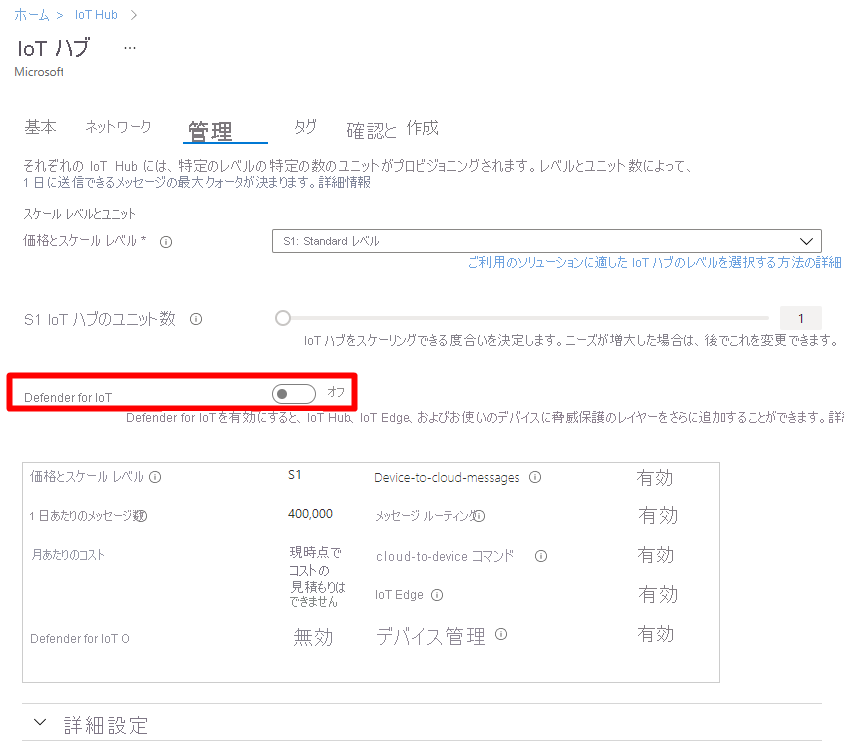 ホーム > IoT Hub >
IoT ハブ ...
Microsoft
基本 ネットワーク 管理 タグ 確認と 作成
それぞれの IoT Hub には、特定のレベルの特定の数のユニットがプロビジョニングされます。レベルとユニット数によって、
1 日に送信できるメッセージの最大クォータが決まります。詳細情報
スケール レベルとユニット
価格とスケール レベル *
S1: Standard レベル
ご利用のソリューションに適した IoT ハブのレベルを選択する方法の詳細
S1 IoT ハブのユニット数
1
IoT ハブをスケーリングできる度合いを決定します。ニーズが増大した場合は、後でこれを変更できます。
Defender for IoT オフ
Defender for IoTを有効にすると、IoT Hub、IoT Edge、およびお使いのデバイスに脅威保護のレイヤーをさらに追加することができます。詳
価格とスケール レベル S1 Device-to-cloud-messages 有効
1 日あたりのメッセージ数 400,000 メッセージ ルーティング 有効
月あたりのコスト 現時点で cloud-to-device コマンド 有効
コストの
見積もりは IoT Edge 有効
できません
Defender for IoT O 無効 デバイス管理 有効
詳細設定